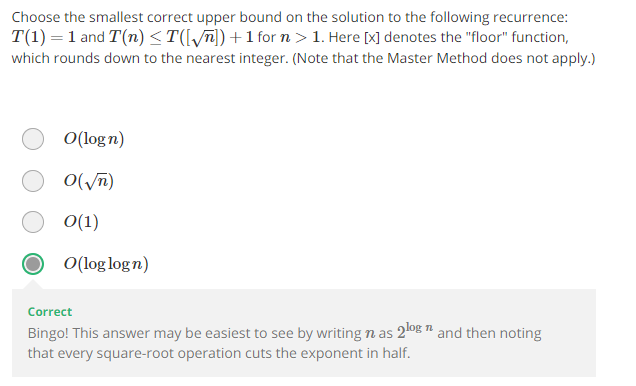 Choose the smallest correct upper bound on the solution to the following recurrence:
T(1) = 1 and T(n) ≤ T([√n]) + 1 for n > 1. Here [x] denotes the "floor" function,
which rounds down to the nearest integer. (Note that the Master Method does not apply.)
O(log n)
O(√n)
O(1)
O(log log n)
Correct
Bingo! This answer may be easiest to see by writing n as 2^{log n} and then noting
that every square-root operation cuts the exponent in half.